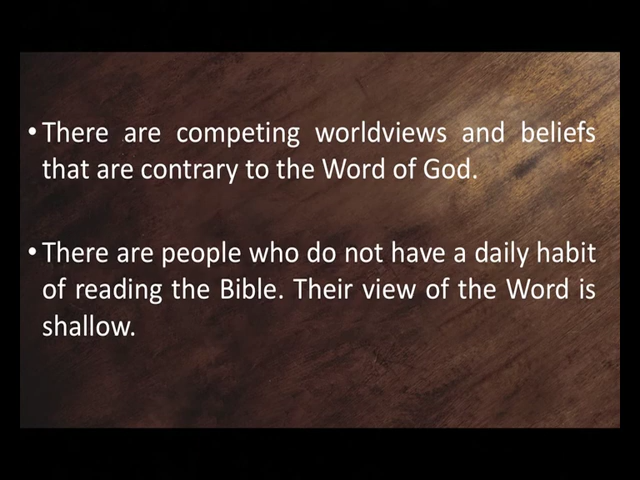 • There are competing worldviews and beliefs
that are contrary to the Word of God.
• There are people who do not have a daily habit
of reading the Bible. Their view of the Word is
shallow.